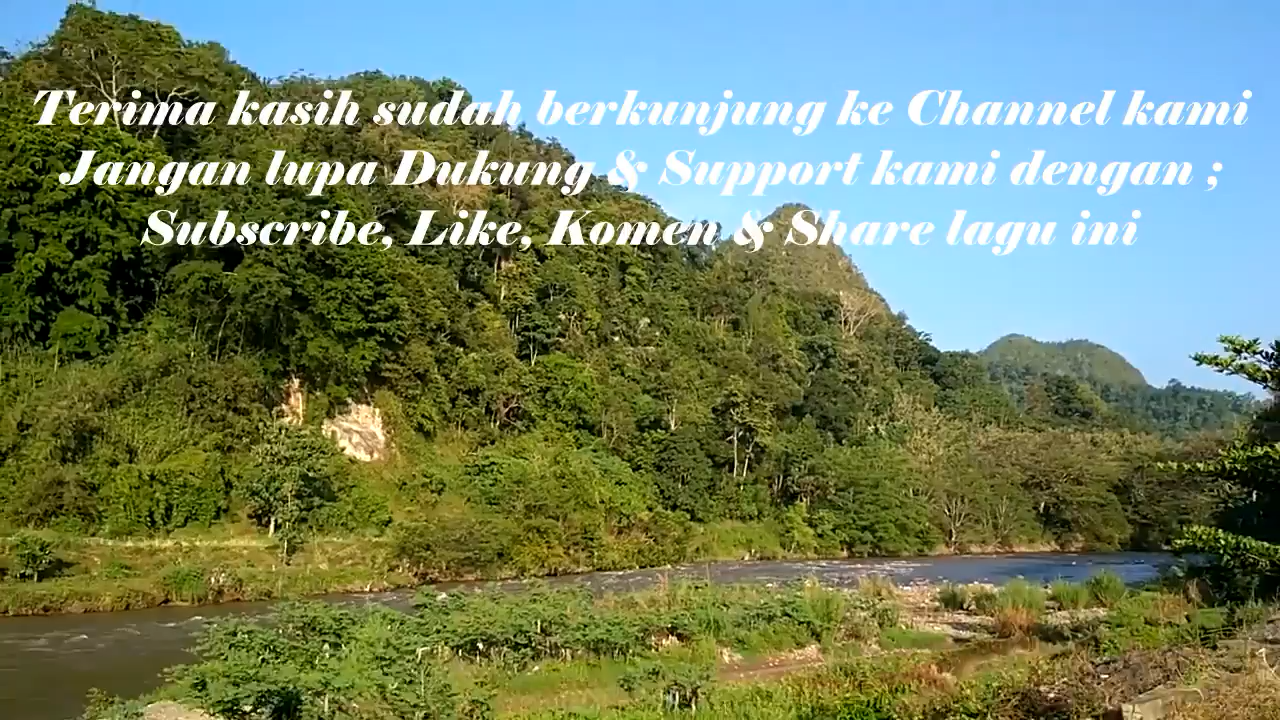 Terima kasih sudah berkunjung ke Channel kami
Jangan lupa Dukung & Support kami dengan ;
Subscribe, Like, Komen & Share lagu ini